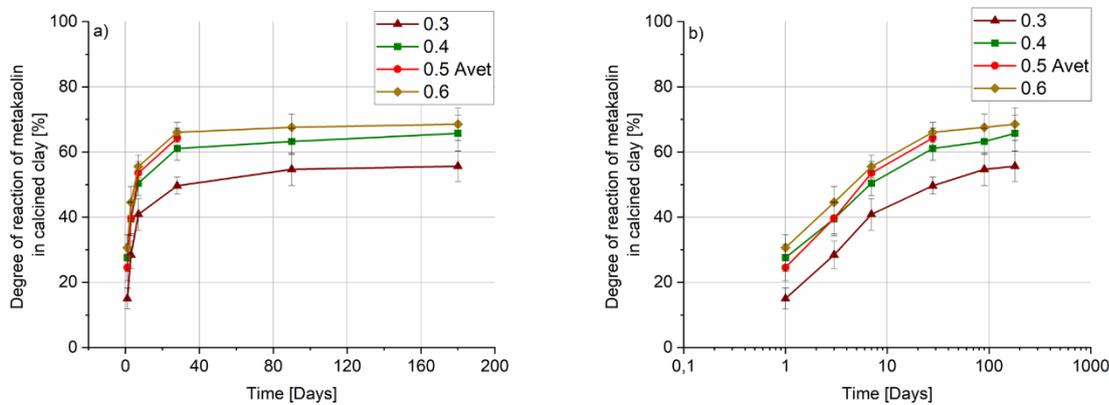 a)
0.3
0.4
0.5 Avet
0.6
Degree of reaction of metakaolin
in calcined clay [%]
100
80
60
40
20
0
0
40
80
120
160
200
Time [Days]
b)
0.3
0.4
0.5 Avet
0.6
Degree of reaction of metakaolin
in calcined clay [%]
100
80
60
40
20
0
0,1
1
10
100
1000
Time [Days]